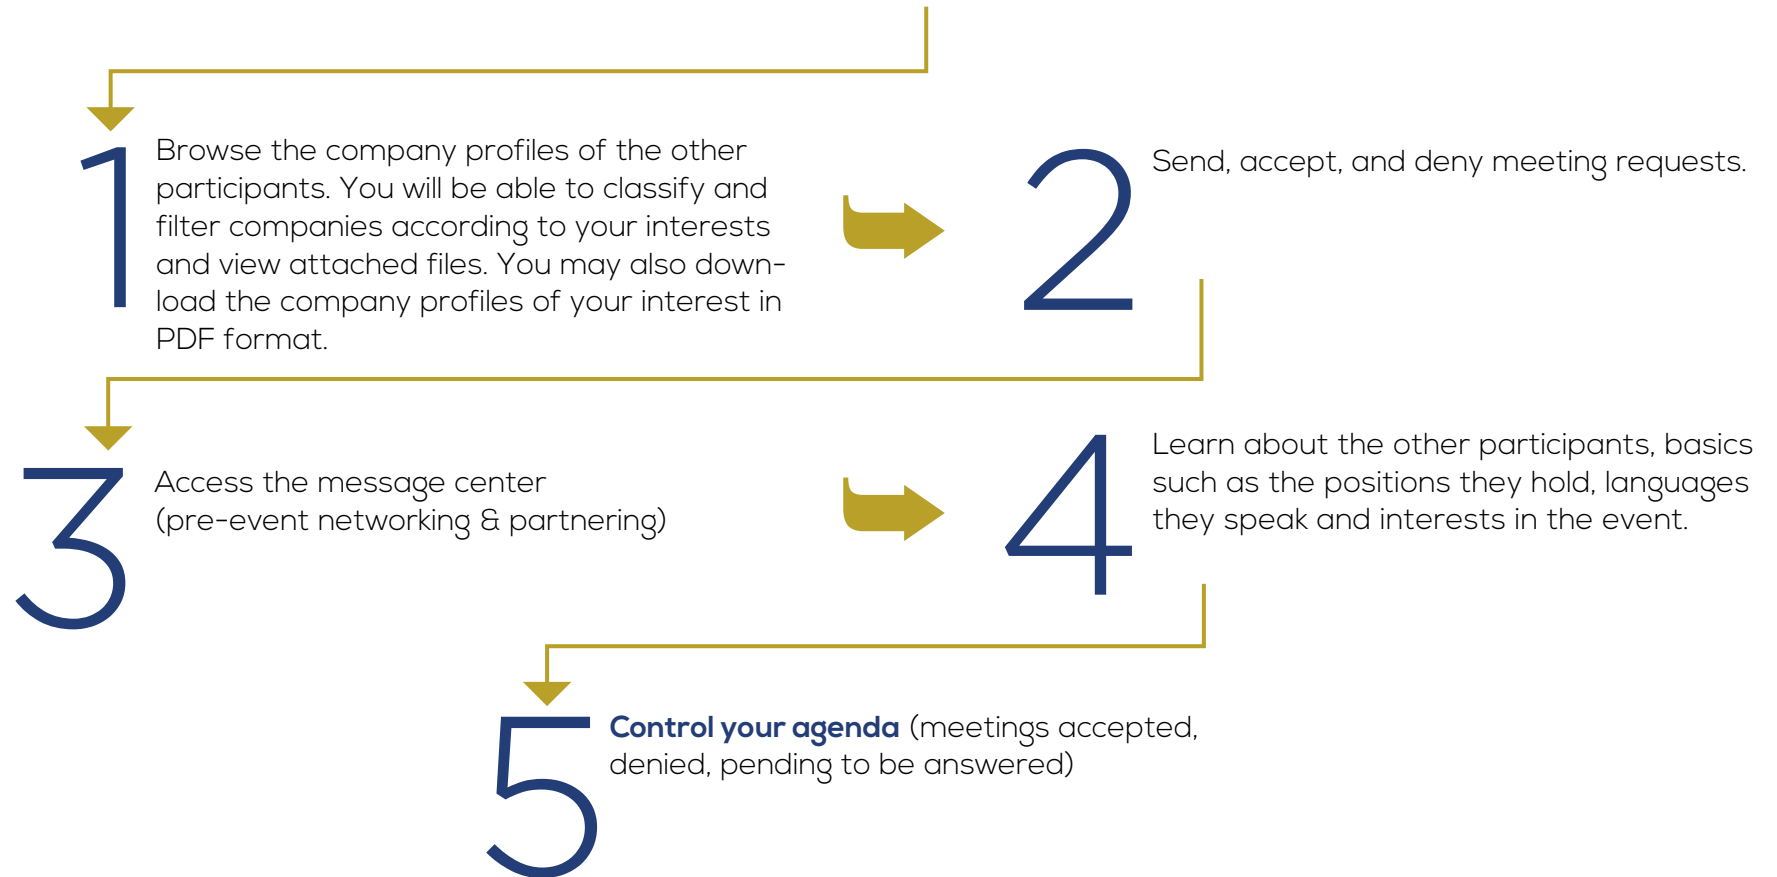 1
Browse the company profiles of the other
participants. You will be able to classify and
filter companies according to your interests
and view attached files. You may also down-
load the company profiles of your interest in
PDF format.
2
Send, accept, and deny meeting requests.
3
Access the message center
(pre-event networking & partnering)
4
Learn about the other participants, basics
such as the positions they hold, languages
they speak and interests in the event.
5
Control your agenda (meetings accepted,
denied, pending to be answered)